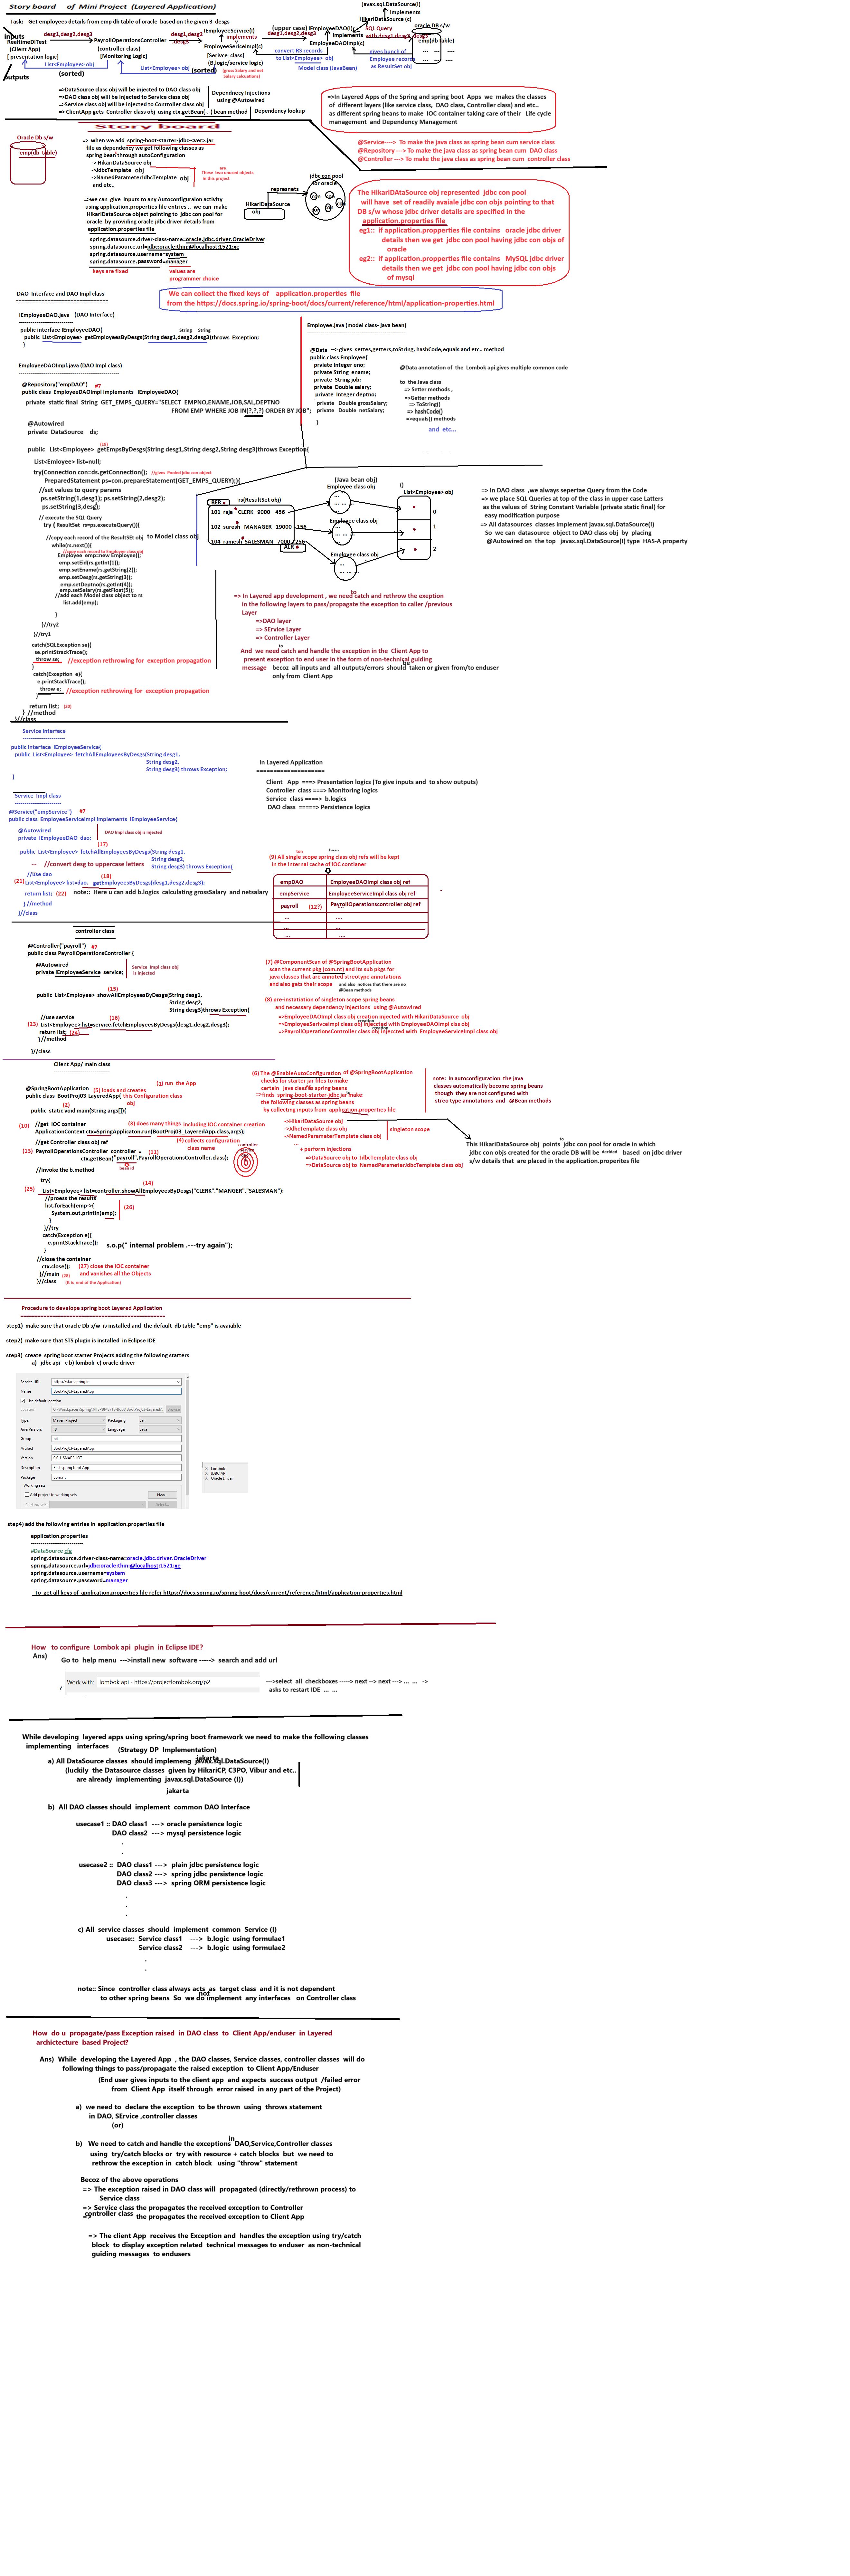 Story board of Mini Project (Layered Application)
Task: Get employees details from emp db table of oracle based on the given 3 desgs
inputs
RealtimeDITest
(Client App)
[ presentation logic]
outputs
desg1,desg2,desg3
PayrollOperationsController
(controller class)
[Monitoring Logic]
List<Employee> obj
(sorted)
desg1,desg2
,desg3
IEmployeeService(I)
implements
EmployeeServiceImpl(c)
[Serivce class]
(B.logic/service logic)
List<Employee> obj
(sorted)
(gross Salary and net
Salary calcuations)
(upper case)
desg1,desg2,desg3
IEmployeeDAO(I)
implements
EmployeeDAOImpl(c)
convert RS records
to List<Employee> obj
Model class (JavaBean)
javax.sql.DataSource(I)
implements
HikariDataSource (c)
SQL Query
with desg1 desg2,desg3
gives bunch of
Employee records
as ResultSet obj
oracle DB s/w
emp(db table)
=>DataSource class obj will be injected to DAO class obj
=>DAO class obj will be injected to Service class obj
=>Service class obj will be injected to Controller class obj
=> ClientApp gets Controller class obj using ctx.getBean(-,-) bean method
Dependnecy Injections
using @Autowired
Dependency lookup
=>In Layered Apps of the Spring and spring boot Apps we makes the classes
of different layers (like service class, DAO class, Controller class) and etc..
as different spring beans to make IOC container taking care of their Life cycle
management and Dependency Management
@Service----> To make the java class as spring bean cum service class
@Repository ---> To make the java class as spring bean cum DAO class
@Controller ---> To make the java class as spring bean cum controller class
Story board
Oracle Db s/w
emp(db table)
=> when we add spring-boot-starter-jdbc-<ver>.jar
file as dependency we get following classes as
spring bean through autoConfiguration
-> HikariDataSource obj
->JdbcTemplate obj
->NamedParameterJdbcTemplate obj
and etc..
are
These two unused objects
in this project
=>we can give inputs to any Autoconfiguraion activity
using application.properties file entries .. we can make
HikariDataSource object pointing to jdbc con pool for
oracle by providing oracle jdbc driver details from
application.properties file
spring.datasource.driver-class-name=oracle.jdbc.driver.OracleDriver
spring.datasource.url=jdbc:oracle:thin:@localhost:1521:xe
spring.datasource.username=system
spring.datasource.password=manager
keys are fixed
values are
programmer choice
HikariDataSource
obj
represnets
jdbc con pool
for oracle
con
con
con
con
con
The HikariDAtaSource obj represented jdbc con pool
will have set of readily avaiale jdbc con objs pointing to that
DB s/w whose jdbc driver details are specified in the
application.properties file
eg1:: if application.propperties file contains oracle jdbc driver
details then we get jdbc con pool having jdbc con objs of
oracle
eg2:: if application.properties file contains MySQL jdbc driver
details then we get jdbc con pool having jdbc con objs
of mysql
We can collect the fixed keys of application.properties file
from the https://docs.spring.io/spring-boot/docs/current/reference/html/application-properties.html
DAO Interface and DAO Impl class
================================
IEmployeeDAO.java (DAO Interface)
public interface IEmployeeDAO{
String String
public List<Employee> getEmployeesByDesgs(String desg1,desg2,desg3)throws Exception;
}
EmployeeDAOImpl.java (DAO Impl class)
@Repository("empDAO") #7
public class EmployeeDAOImpl implements IEmployeeDAO{
private static final String GET_EMPS_QUERY="SELECT EMPNO,ENAME,JOB,SAL,DEPTNO
FROM EMP WHERE JOB IN(?,?,?) ORDER BY JOB";
@Autowired
private DataSource ds;
(19)
public List<Employee> getEmpsByDesgs(String desg1,String desg2,String desg3)throws Exception{
List<Emloyee> list=null;
try(Connection con=ds.getConnection(); //gives Pooled jdbc con object
PreparedStatement ps=con.prepareStatement(GET_EMPS_QUERY);){
//set values to query params
ps.setString(1,desg1); ps.setString(2,desg2);
ps.setString(3,desg);
// execute the SQL Query
try ( ResultSet rs=ps.executeQuery()){
//copy each record of the ResultSEt obj to Model class obj
while(rs.next()){
//copy each record to Employee class obj
Employee emp=new Employee();
emp.setEid(rs.getInt(1));
emp.setEname(rs.getString(2));
emp.setDesg(rs.getString(3));
emp.setDeptno(rs.getInt(4));
emp.setSalary(rs.getFloat(5));
//add each Model class object to rs
list.add(emp);
}
}//try2
}//try1
catch(SQLException se){
se.printStrackTrace();
throw se; //exception rethrowing for exception propagation
}
catch(Exception e){
e.printStackTrace();
throw e; //exception rethrowing for exception propagation
}
return list; (20)
} //method
}//class
Employee.java (model class- java bean)
@Data --> gives settes,getters,toString, hashCode,equals and etc.. method
public class Employee{
private Integer eno;
private String ename;
private String job;
private Double salary;
private Integer deptno;
private Double grossSalary;
private Double netSalary;
}
@Data annotation of the Lombok api gives multiple common code
to the Java class
=> Setter methods ,
=>Getter methods
=> ToString()
=> hashCode()
=>equals() methods
and etc...
BFR
rs(ResultSet obj)
101 raja CLERK 9000 456
102 suresh MANAGER 19000 156
104 ramesh SALESMAN 7000 256
ALR
(Java bean obj)
Employee class obj
Employee class obj
Employee class obj
()
List<Employee> obj
0
1
2
=> In DAO class ,we always sepertae Query from the Code
=> we place SQL Queries at top of the class in upper case LAtters
as the values of String Constant Variable (private static final) for
easy modification purpose
=> All datasources classes implement javax.sql.DataSource(I)
So we can datasource object to DAO class obj by placing
@Autowired on the top javax.sql.DataSource(I) type HAS-A property
to
=> In Layered app development , we need catch and rethrow the exeption
in the following layers to pass/propagate the exception to caller /previous
Layer
=>DAO layer
=> SErvice Layer
=> Controller Layer
to
And we need catch and handle the exception in the Client App to
present exception to end user in the form of non-technical guiding
message becoz all inputs and all outputs/errors should be taken or given from/to enduser
only from Client App
Service Interface
public interface IEmployeeService{
public List<Employee> fetchAllEmployeesByDesgs(String desg1,
String desg2,
String desg3) throws Exception;
}
Service Impl class
@Service("empService") #7
public class EmployeeServiceImpl implements IEmployeeService{
@Autowired
private IEmployeeDAO dao;
DAO Impl class obj is injected
(17)
public List<Employee> fetchAllEmployeesByDesgs(String desg1,
String desg2,
String desg3) throws Exception{
... //convert desg to uppercase letters
//use dao
(18)
(21) List<Employee> list=dao. getEmployeesByDesgs(desg1,desg2,desg3);
return list; (22) note:: Here u can add b.logics calculating grossSalary and netsalary
} //method
}//class
In Layered Application
====================
Client App ===> Presentation logics (To give inputs and to show outputs)
Controller class ===> Monitoring logics
Service class ====> b.logics
DAO class =====> Persistence logics
bean
(9) All single scope spring class obj refs will be kept
in the internal cache of IOC contianer
empDAO EmployeeDAOImpl class obj ref
empService EmployeeServiceImpl class obj ref
payroll (12?) PayrollOperationscontroller obj ref
controller class
@Controller("payroll") #7
public class PayrollOperationsController {
@Autowired
private IEmployeeService service;
Service Impl class obj
is injected
(15)
public List<Employee> showAllEmployeesByDesgs(String desg1,
String desg2,
String desg3)throws Exception{
//use service (16)
(23) List<Employee> list=service.fetchEmployeesByDesgs(desg1,desg2,desg3);
return list; (24)
} //method
}//class
(7) @ComponentScan of @SpringBootApplication
scan the current pkg (com.nt) and its sub pkgs for
java classes that are annoted streotype annotations
and also gets their scope and also notices that there are no
@Bean methods
(8) pre-instatiation of singleton scope spring beans
and necessary dependency Injections using @Autowired
=>EmployeeDAOImpl class obj creation injected with HikariDataSource obj
=>EmployeeSeriveImpl class obj injeccted with EmployeeDAOImpl clss obj
=>PayrollOperationsController class obj injeccted with EmployeeServiceImpl class obj
Client App/ main class
(1) run the App
@SpringBootApplication (5) loads and creates
public class BootProj03_LayeredApp{ this Configuration class
(2) obj
public static void main(String args[]){
(3) does many things including IOC container creation
(10) //get IOC container
ApplicationContext ctx=SpringApplicaton.run(BootProj03_LayeredApp.class,args);
(4) collects configuration
class name
//get Controller class obj
(13) PayrollOperationsController controller = (11)
ctx.getBean("payroll",PayrollOperationsController.class);
bean id
//invoke the b.method
try{
(14)
(25) List<Employee> list=controller.showAllEmployeesByDesgs("CLERK","MANGER","SALESMAN");
//proess the results
list.forEach(emp->{
System.out.println(emp); (26)
}
}//try
catch(Exception e){
e.printStackTrace(); s.o.p(" internal problem .---try again");
}
//close the container
ctx.close(); (27) close the IOC container
}//main (28) and vanishes all the Objects
}//class (It is end of the Application)
(6) The @EnableAutoConfiguration of @SpringBootApplication
checks for starter jar files to make
certain java class as spring beans
=>finds spring-boot-starter-jdbc jar make
the following classes as spring beans
by collecting inputs from application.properties file
->HikariDataSource obj
->JdbcTemplate class obj
->NamedParameterTemplate class obj
...
singleton scope
+ perform injections
=>DataSource obj to JdbcTemplate class obj
=>DataSource obj to NamedParameterJdbcTemplate class obj
note: In autoconfiguration the java
classes automatically become spring beans
though they are not configured with
streo type annotations and @Bean methods
to
This HikariDataSource obj points jdbc con pool for oracle in which
jdbc con objs created for the oracle DB will be decided based on jdbc driver
s/w details that are placed in the application.properites file
Procedure to develope spring boot Layered Application
step1) make sure that oracle Db s/w is installed and the default db table "emp" is avaiable
step2) make sure that STS plugin is installed in Eclipse IDE
step3) create spring boot starter Projects adding the following starters
a) jdbc api c b) lombok c) oracle driver
Service URL https://start.spring.io
Name BootProj03-LayeredApp
Use default location
Location Browse
Type: Maven Project Packaging: Jar
Java Version: 18 Language: Java
Group nit
Artifact BootProj03-LayeredApp
Version 0.0.1-SNAPSHOT
Description First spring boot App
Package com.nt
Working sets
Add project to working sets New...
Working sets: Select...
X Lombok
X JDBC API
X Oracle Driver
step4) add the following entries in application.properties file
application.properties
#DataSource cfg
spring.datasource.driver-class-name=oracle.jdbc.driver.OracleDriver
spring.datasource.url=jdbc:oracle:thin:@localhost:1521:xe
spring.datasource.username=system
spring.datasource.password=manager
To get all keys of application.properties file refer https://docs.spring.io/spring-boot/docs/current/reference/html/application-properties.html
How to configure Lombok api plugin in Eclipse IDE?
Ans)
Go to help menu --->install new software -----> search and add url
Work with: lombok api - https://projectlombok.org/p2
--->select all checkboxes -----> next --> next ---> ... ... ->
asks to restart IDE ... ...
While developing layered apps using spring/spring boot framework we need to make the following classes
implementing interfaces
(Strategy DP Implementation)
jakarta
a) All DataSource classes should implemeng javax.sql.DataSource(I)
(luckily the Datasource classes given by HikariCP, C3PO, Vibur and etc..
are already implementing javax.sql.DataSource (I))
jakarta
b) All DAO classes should implement common DAO Interface
usecase1 :: DAO class1 ---> oracle persistence logic
DAO class2 ---> mysql persistence logic
.
.
usecase2 :: DAO class1 ---> plain jdbc persistence logic
DAO class2 ---> spring jdbc persistence logic
DAO class3 ---> spring ORM persistence logic
.
.
.
c) All service classes should implement common Service (I)
usecase:: Service class1 ---> b.logic using formulae1
Service class2 ---> b.logic using formulae2
.
.
note:: Since controller class always acts as target class and it is not dependent
not
to other spring beans So we do implement any interfaces on Controller class
How do u propagate/pass Exception raised in DAO class to Client App/enduser in Layered
archictecture based Project?
Ans) While developing the Layered App , the DAO classes, Service classes, controller classes will do
following things to pass/propagate the raised exception to Client App/Enduser
(End user gives inputs to the client app and expects success output /failed error
from Client App itself through error raised in any part of the Project)
a) we need to declare the exception to be thrown using throws statement
in DAO, SErvice ,controller classes
(or)
in
b) We need to catch and handle the exceptions DAO,Service,Controller classes
using try/catch blocks or try with resource + catch blocks but we need to
rethrow the exception in catch block using "throw" statement
Becoz of the above operations
=> The exception raised in DAO class will propagated (directly/rethrown process) to
Service class
=> Service class the propagates the received exception to Controller
=> controller class the propagates the received exception to Client App
=> The client App receives the Exception and handles the exception using try/catch
block to display exception related technical messages to enduser as non-technical
guiding messages to endusers